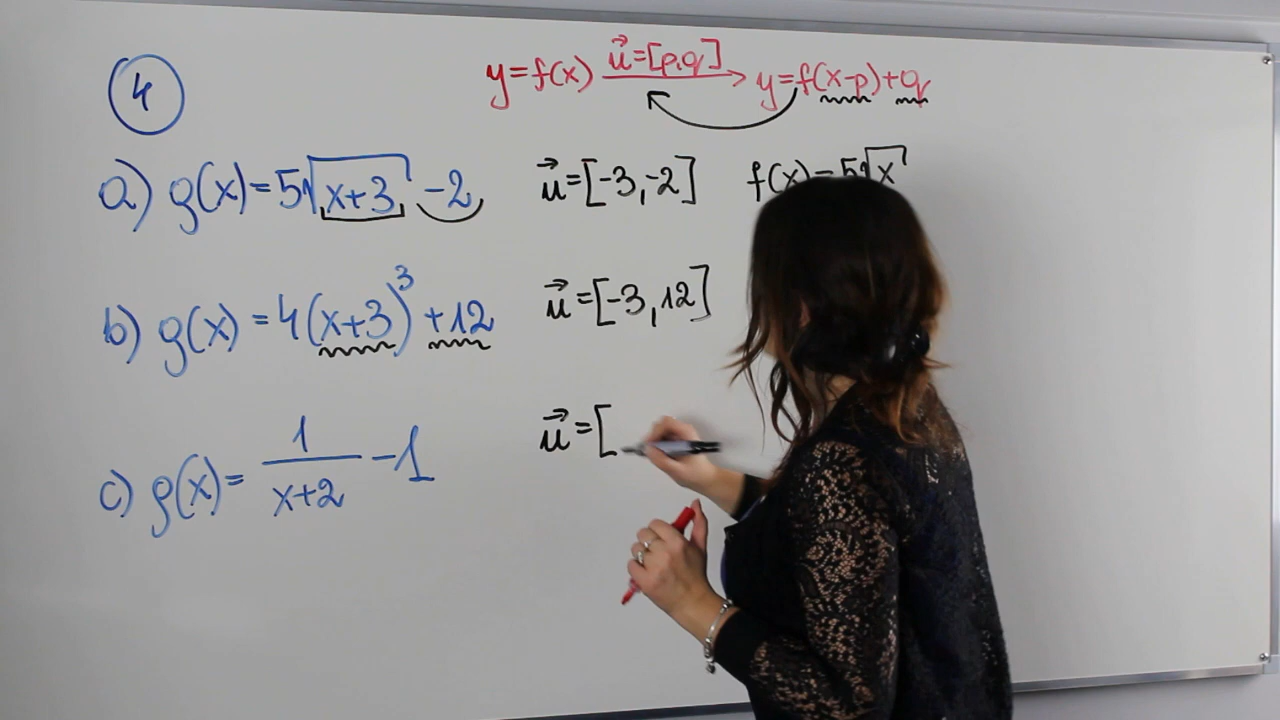 4
y=f(x) u⃗=[p,q] → y=f(x-p)+q
a) g(x)=5√(x+3) -2 u⃗=[-3,-2] f(x)=5√x
b) g(x)=4(x+3)³+12 u⃗=[-3,12]
c) g(x)=1/(x+2) -1 u⃗=[